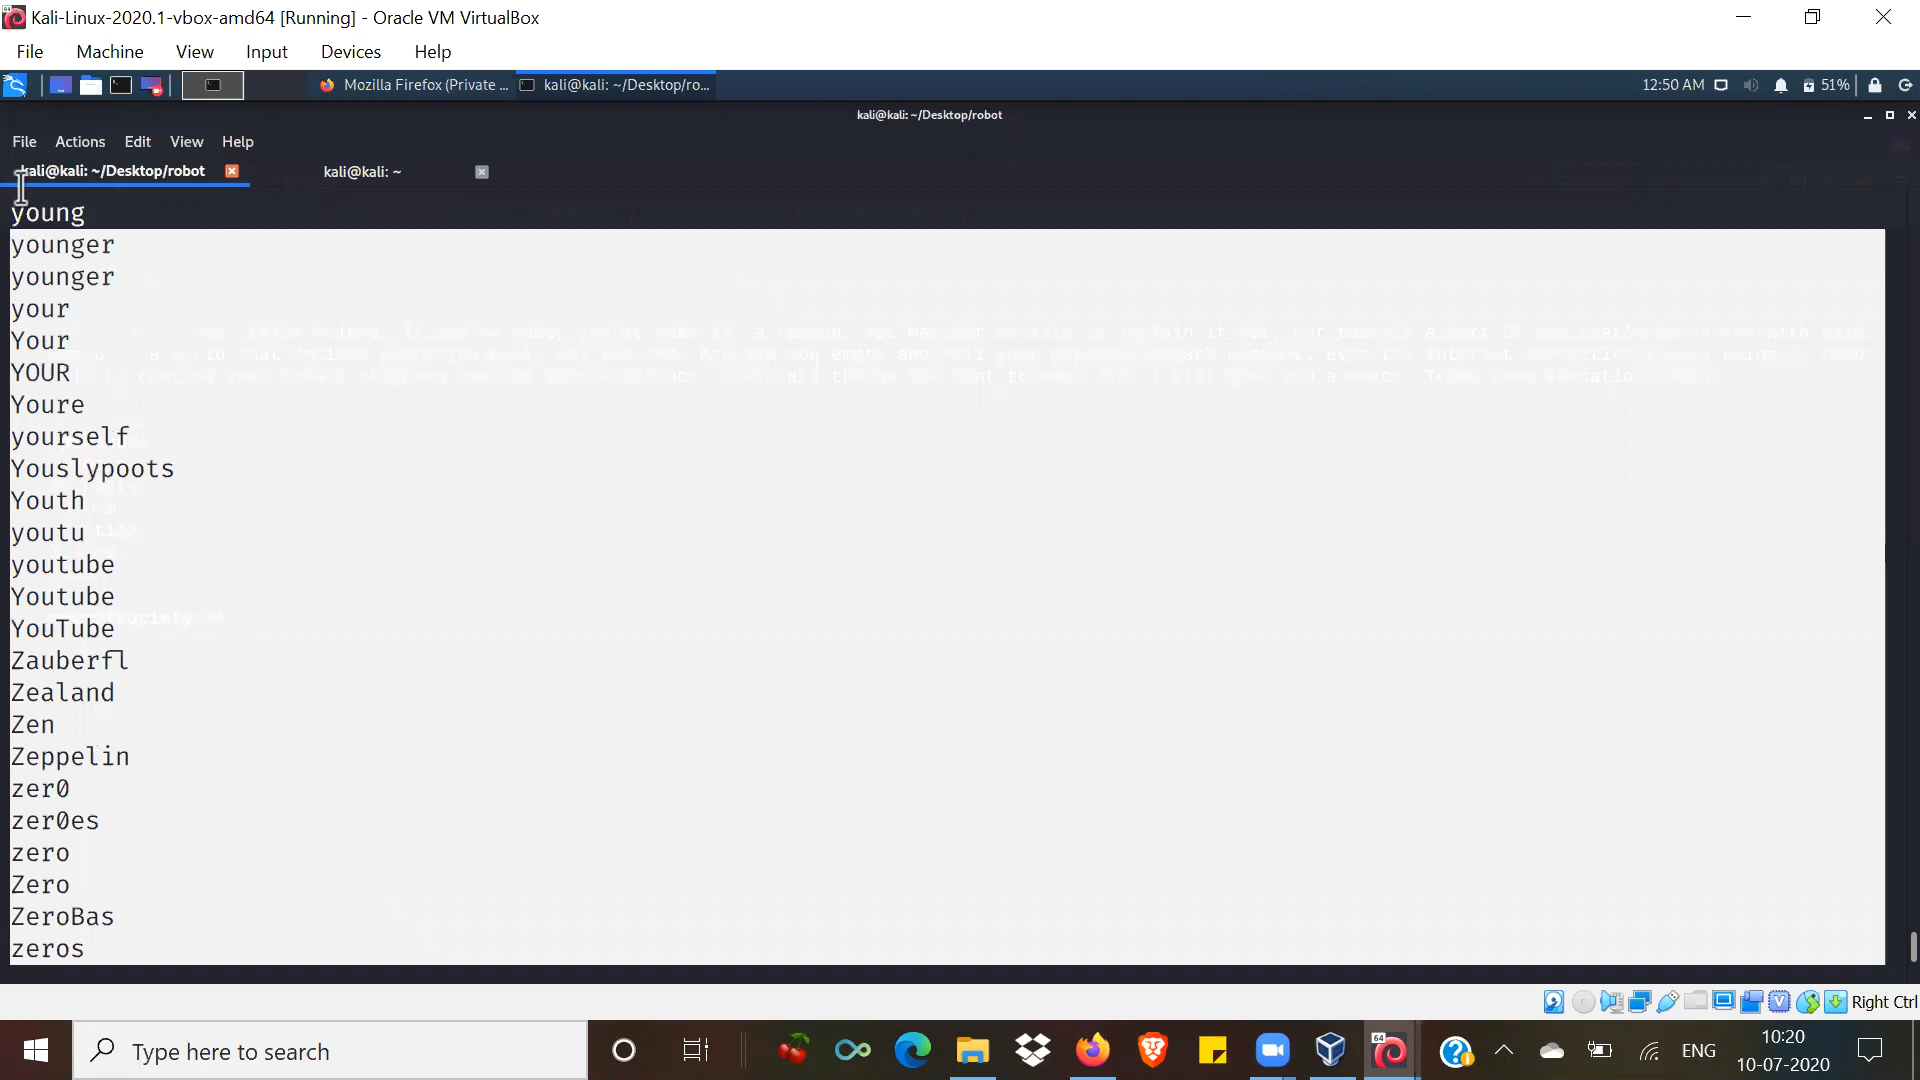 Kali-Linux-2020.1-vbox-amd64 [Running] - Oracle VM VirtualBox
File Machine View Input Devices Help
Mozilla Firefox (Private ... kali@kali: ~/Desktop/ro... 12:50 AM 51%
kali@kali: ~/Desktop/robot
File Actions Edit View Help
kali@kali: ~/Desktop/robot kali@kali: ~
young
younger
younger
your
Your
YOUR
Youre
yourself
Youslypoots
Youth
youtu
youtube
Youtube
YouTube
Zauberfl
Zealand
Zen
Zeppelin
zer0
zer0es
zero
Zero
ZeroBas
zeros
Right Ctrl
Type here to search
64
ENG
10:20
10-07-2020